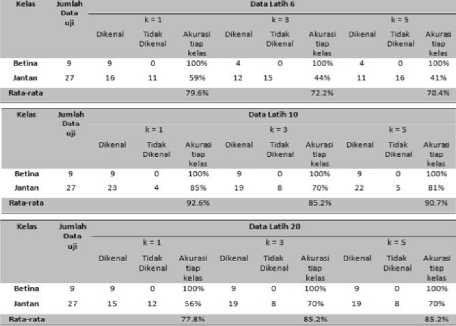 Kelas Jumlah Data uji Data Latih 6
k = 1 k = 3 k = 5
Dikenal Tidak Dikenal Akurasi tiap kelas Dikenal Tidak Dikenal Akurasi tiap kelas Dikenal Tidak Dikenal Akurasi tiap kelas
Betina 9 9 0 100% 4 0 100% 4 0 100%
Jantan 27 16 11 59% 12 15 44% 11 16 41%
Rata-rata 79.6% 72.2% 70.4%
Kelas Jumlah Data uji Data Latih 10
k = 1 k = 3 k = 5
Dikenal Tidak Dikenal Akurasi tiap kelas Dikenal Tidak Dikenal Akurasi tiap kelas Dikenal Tidak Dikenal Akurasi tiap kelas
Betina 9 9 0 100% 9 0 100% 9 0 100%
Jantan 27 23 4 85% 19 8 70% 22 5 81%
Rata-rata 92.6% 85.2% 90.7%
Kelas Jumlah Data uji Data Latih 20
k = 1 k = 3 k = 5
Dikenal Tidak Dikenal Akurasi tiap kelas Dikenal Tidak Dikenal Akurasi tiap kelas Dikenal Tidak Dikenal Akurasi tiap kelas
Betina 9 9 0 100% 9 0 100% 9 0 100%
Jantan 27 15 12 56% 19 8 70% 19 8 70%
Rata-rata 77.8% 85.2% 85.2%